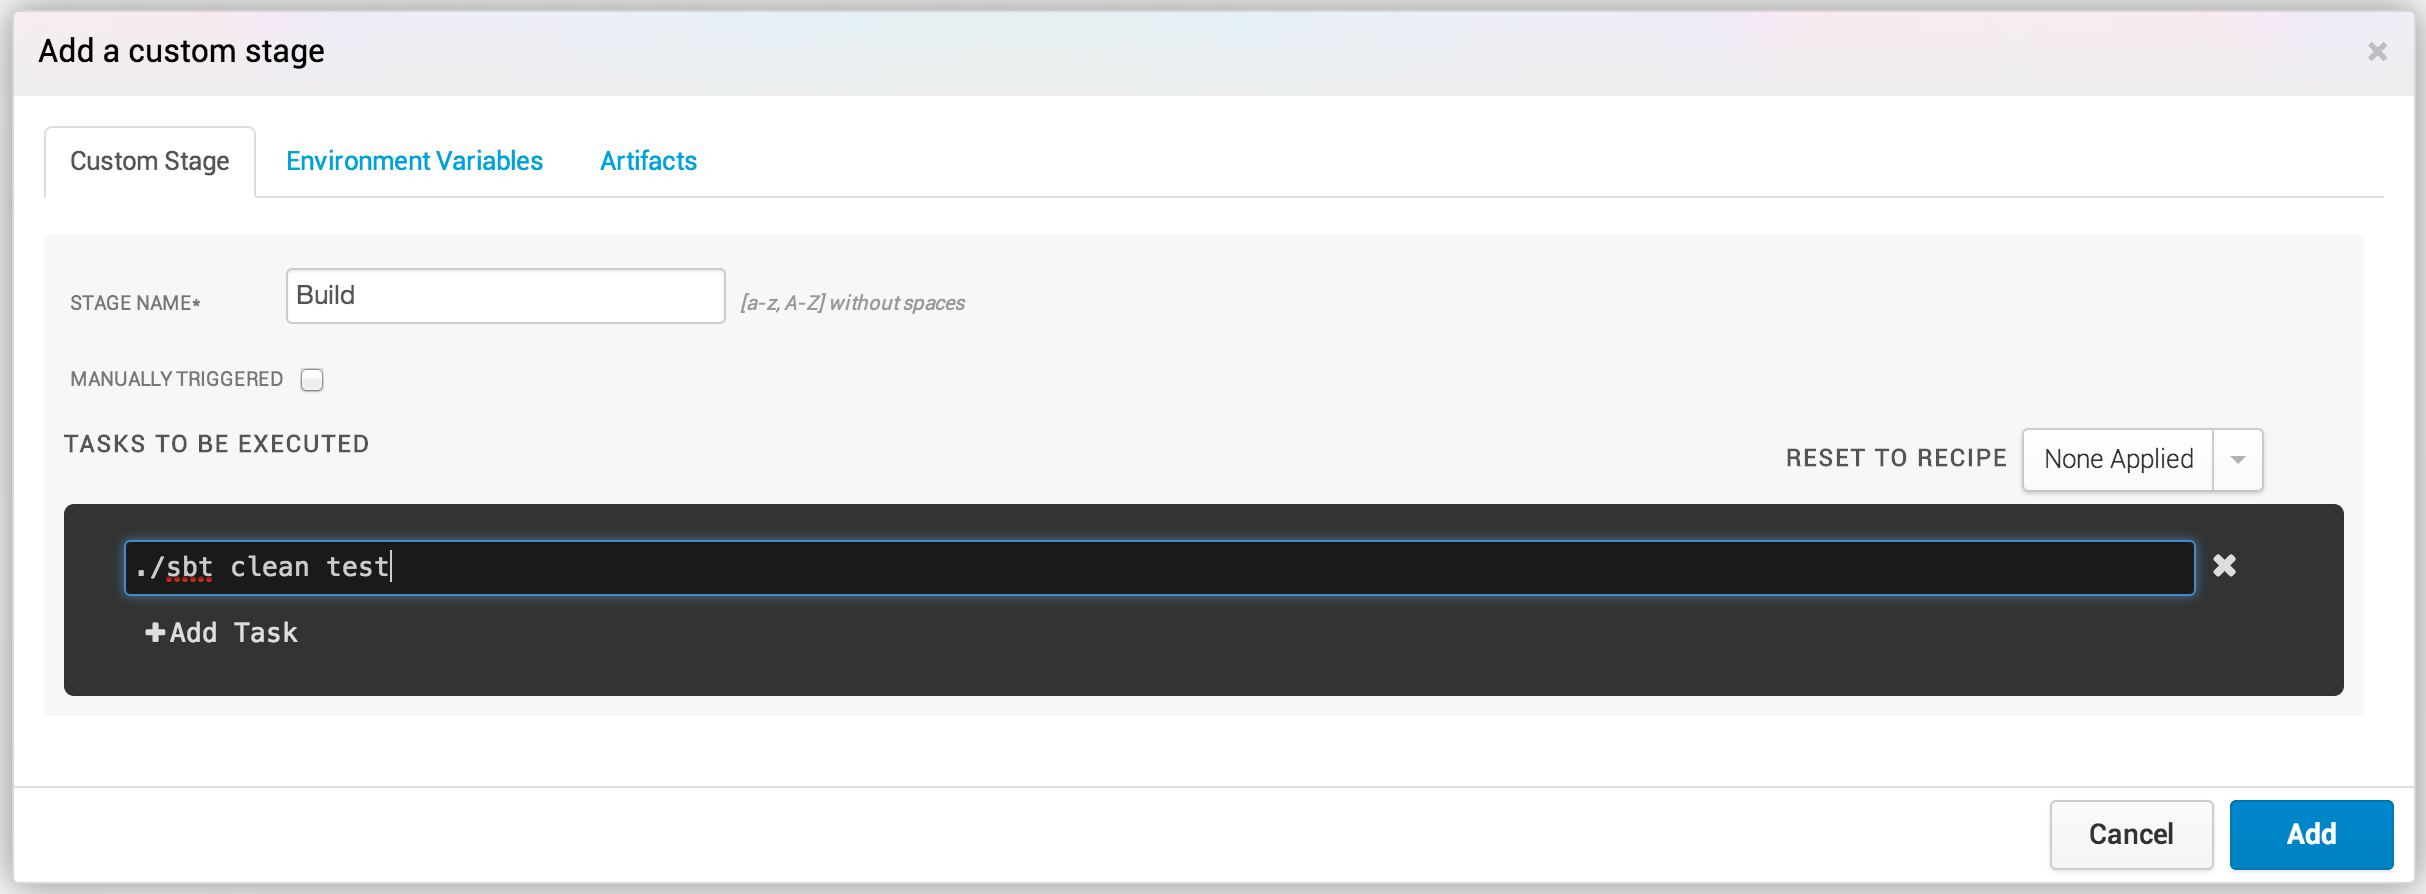 Add a custom stage
Custom Stage
Environment Variables
Artifacts
STAGE NAME*
Build
[a-z, A-Z] without spaces
MANUALLY TRIGGERED
TASKS TO BE EXECUTED
RESET TO RECIPE
None Applied
./sbt clean test
Add Task
Cancel
Add